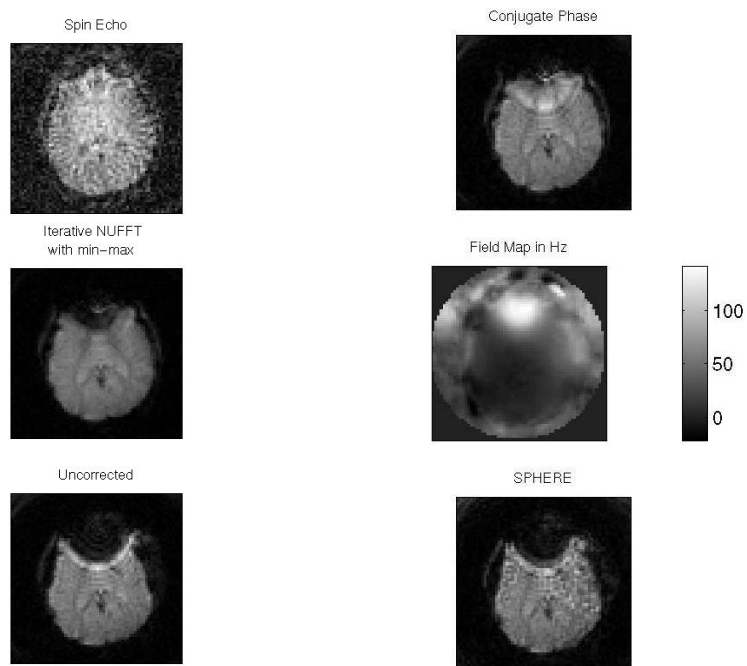 Spin Echo
Conjugate Phase
Iterative NUFFT
with min−max
Field Map in Hz
100
50
0
Uncorrected
SPHERE